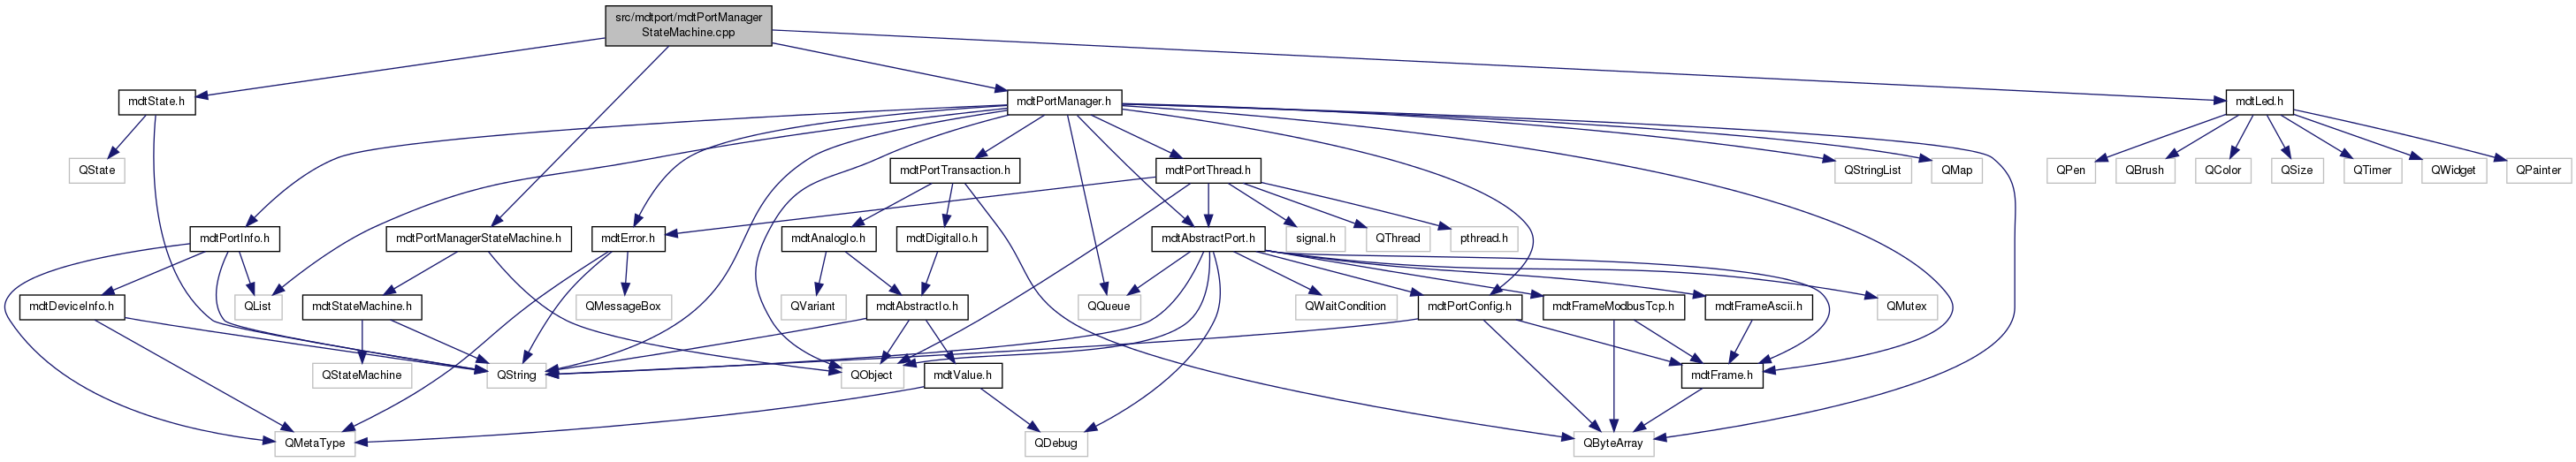 src/mdtport/mdtPortManager
StateMachine.cpp
mdtState.h
mdtPortManager.h
mdtLed.h
QState
mdtPortTransaction.h
mdtPortThread.h
QStringList
QMap
QPen
QBrush
QColor
QSize
QTimer
QWidget
QPainter
mdtPortInfo.h
mdtPortManagerStateMachine.h
mdtError.h
mdtAnalogIo.h
mdtDigitalIo.h
mdtAbstractPort.h
signal.h
QThread
pthread.h
mdtDeviceInfo.h
QList
mdtStateMachine.h
QMessageBox
QVariant
mdtAbstractIo.h
QQueue
QWaitCondition
mdtPortConfig.h
mdtFrameModbusTcp.h
mdtFrameAscii.h
QMutex
QStateMachine
QString
QObject
mdtValue.h
mdtFrame.h
QMetaType
QDebug
QByteArray